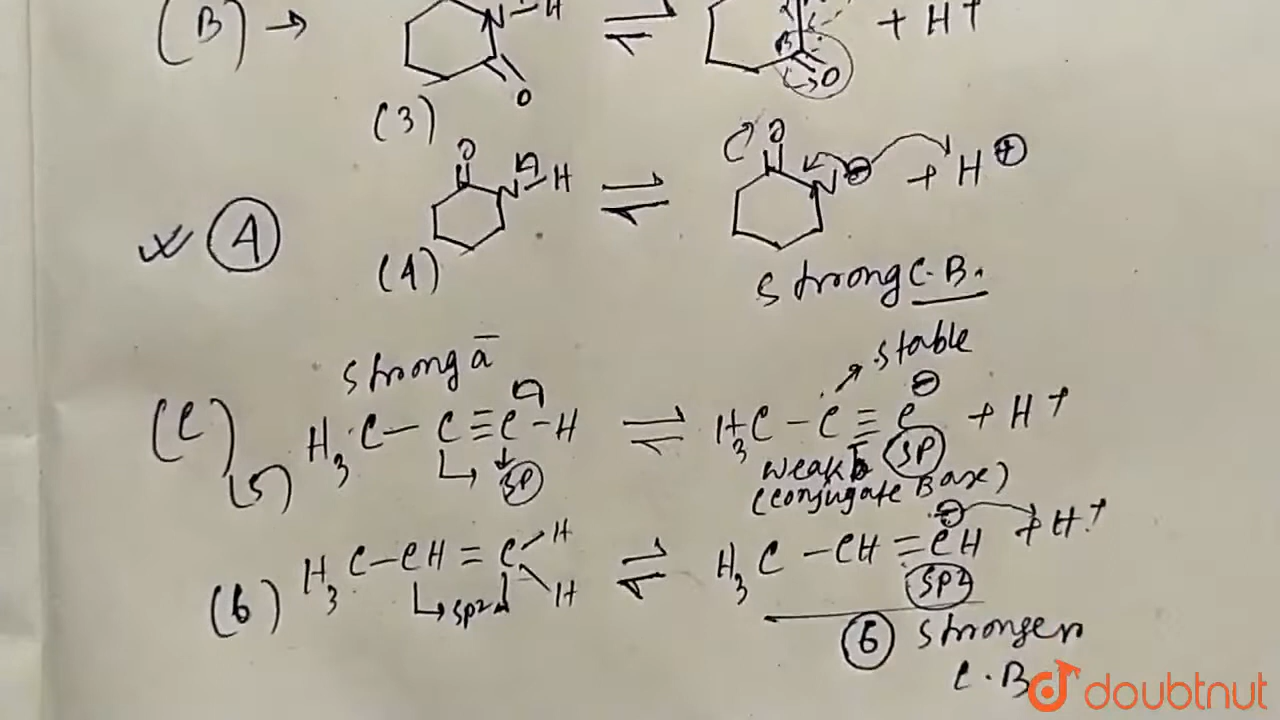 (B) → N-H ⇌ + H+
O O
(3)
O N-H ⇌ O N⊖ + H⊕
A
(4) Strong C.B.
stable
Strong a̅
(C) (5) H3C-C≡C-H ⇌ H3C-C≡C⊖ + H+
SP weak SP
(conjugate Base)
(6) H3C-CH=C H H ⇌ H3C-CH=CH⊖ + H+
SP2 SP2
6 stronger
C.B
doubtnut